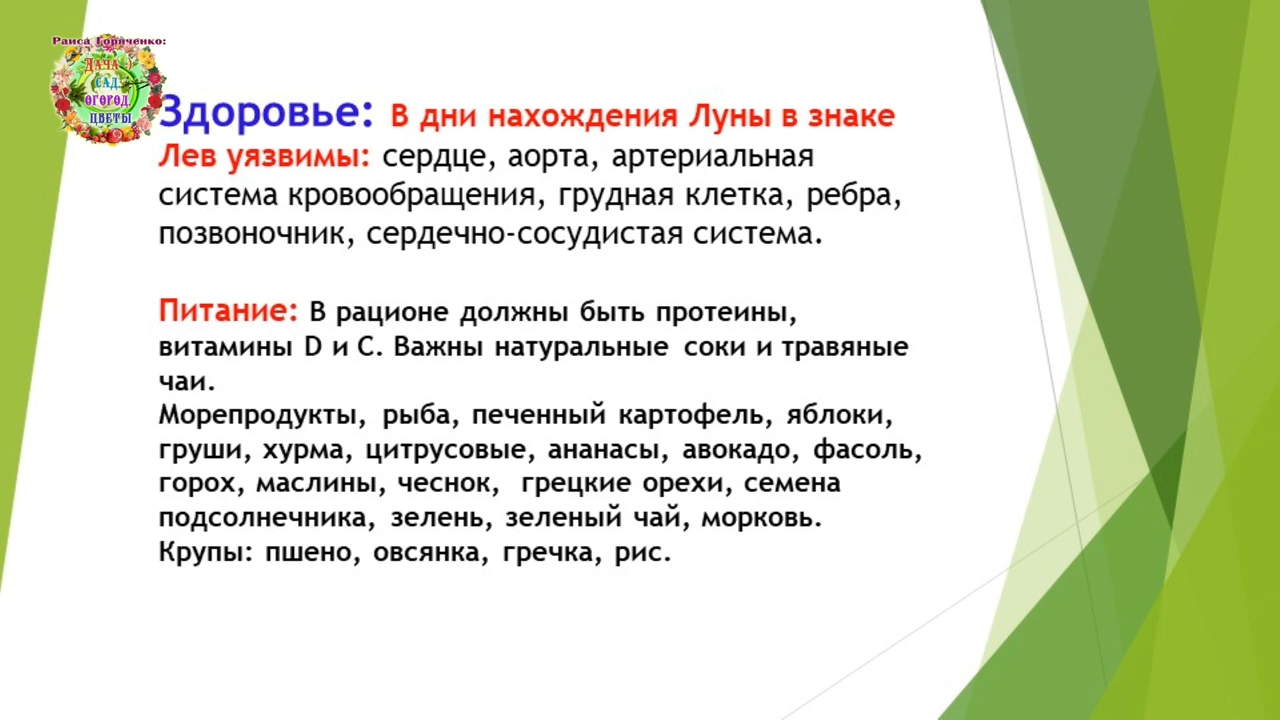 Раиса Горяченко:
ДАЧА
САД,
ОГОРОД,
ЦВЕТЫ
Здоровье: В дни нахождения Луны в знаке
Лев уязвимы: сердце, аорта, артериальная
система кровообращения, грудная клетка, ребра,
позвоночник, сердечно-сосудистая система.
Питание: В рационе должны быть протеины,
витамины D и C. Важны натуральные соки и травяные
чаи.
Морепродукты, рыба, печенный картофель, яблоки,
груши, хурма, цитрусовые, ананасы, авокадо, фасоль,
горох, маслины, чеснок, грецкие орехи, семена
подсолнечника, зелень, зеленый чай, морковь.
Крупы: пшено, овсянка, гречка, рис.